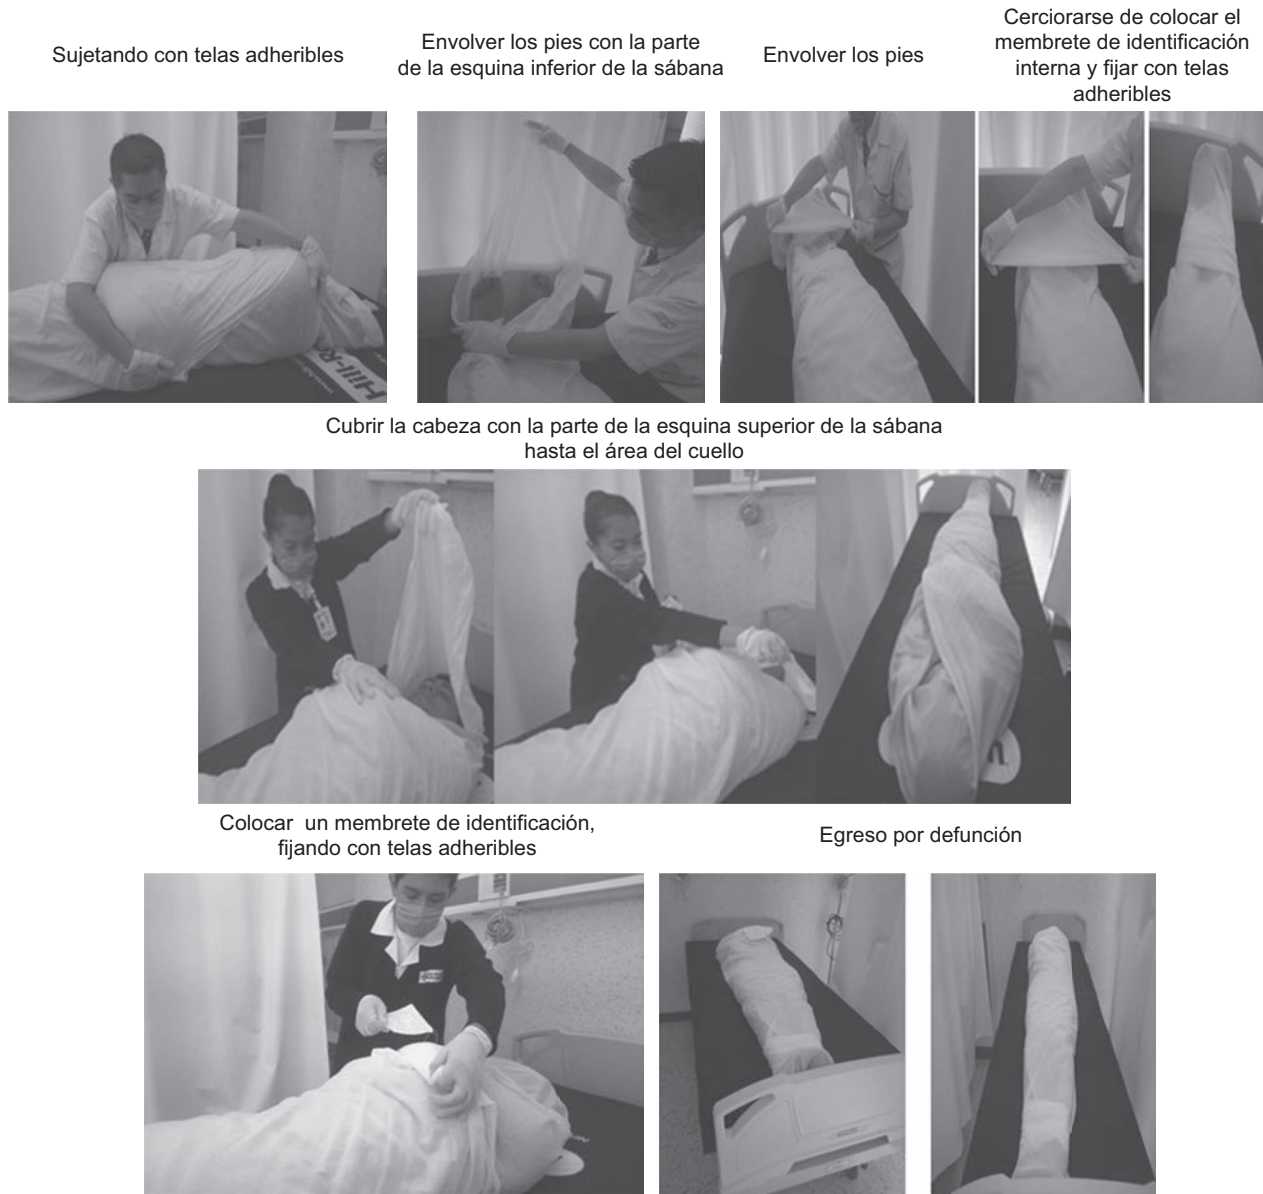 Sujetando con telas adheribles
Envolver los pies con la parte
de la esquina inferior de la sábana
Envolver los pies
Cerciorarse de colocar el
membrete de identificación
interna y fijar con telas
adheribles
Hill-R
Cubrir la cabeza con la parte de la esquina superior de la sábana
hasta el área del cuello
Colocar un membrete de identificación,
fijando con telas adheribles
Egreso por defunción